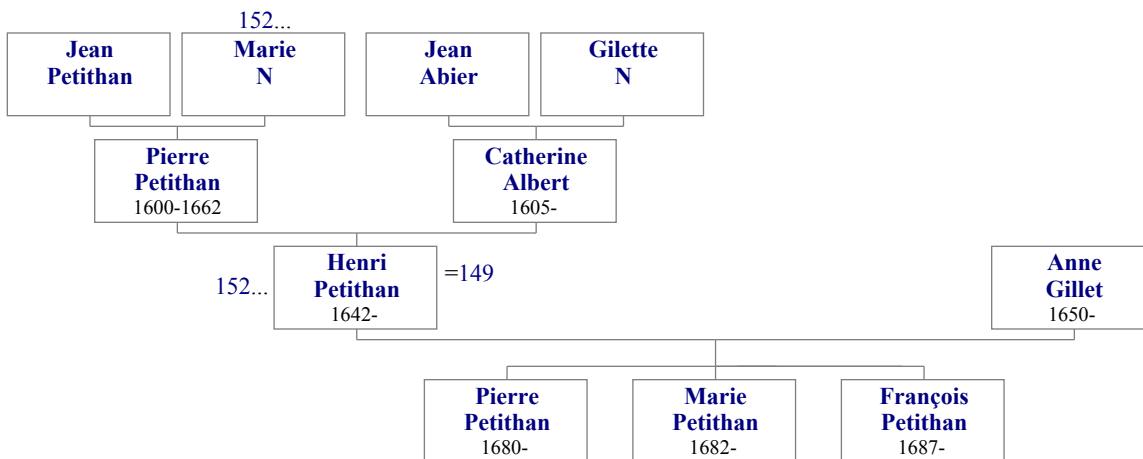 152...
Jean
Petithan
Marie
N
Jean
Abier
Gilette
N
Pierre
Petithan
1600-1662
Catherine
Albert
1605-
152...
Henri
Petithan
1642-
=149
Anne
Gillet
1650-
Pierre
Petithan
1680-
Marie
Petithan
1682-
François
Petithan
1687-